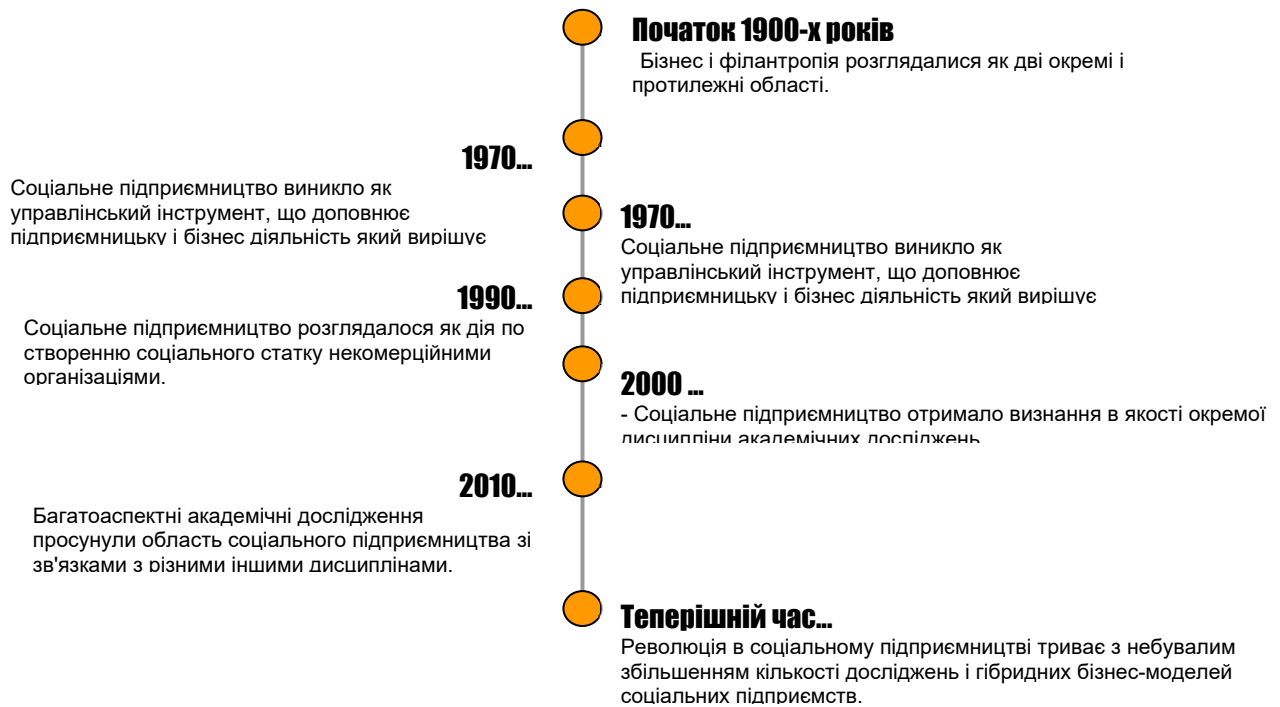 Початок 1900-х років
Бізнес і філантропія розглядалися як дві окремі і
протилежні області.
1970...
Соціальне підприємництво виникло як
управлінський інструмент, що доповнює
підприємницьку і бізнес діяльність який вирішує
1970...
Соціальне підприємництво виникло як
управлінський інструмент, що доповнює
підприємницьку і бізнес діяльність який вирішує
1990...
Соціальне підприємництво розглядалося як дія по
створенню соціального статку некомерційними
організаціями.
2000 ...
- Соціальне підприємництво отримало визнання в якості окремої
дисципліни академічних досліджень
2010...
Багатоаспектні академічні дослідження
просунули область соціального підприємництва зі
зв'язками з різними іншими дисциплінами.
Теперішній час...
Революція в соціальному підприємництві триває з небувалим
збільшенням кількості досліджень і гібридних бізнес-моделей
соціальних підприємств.